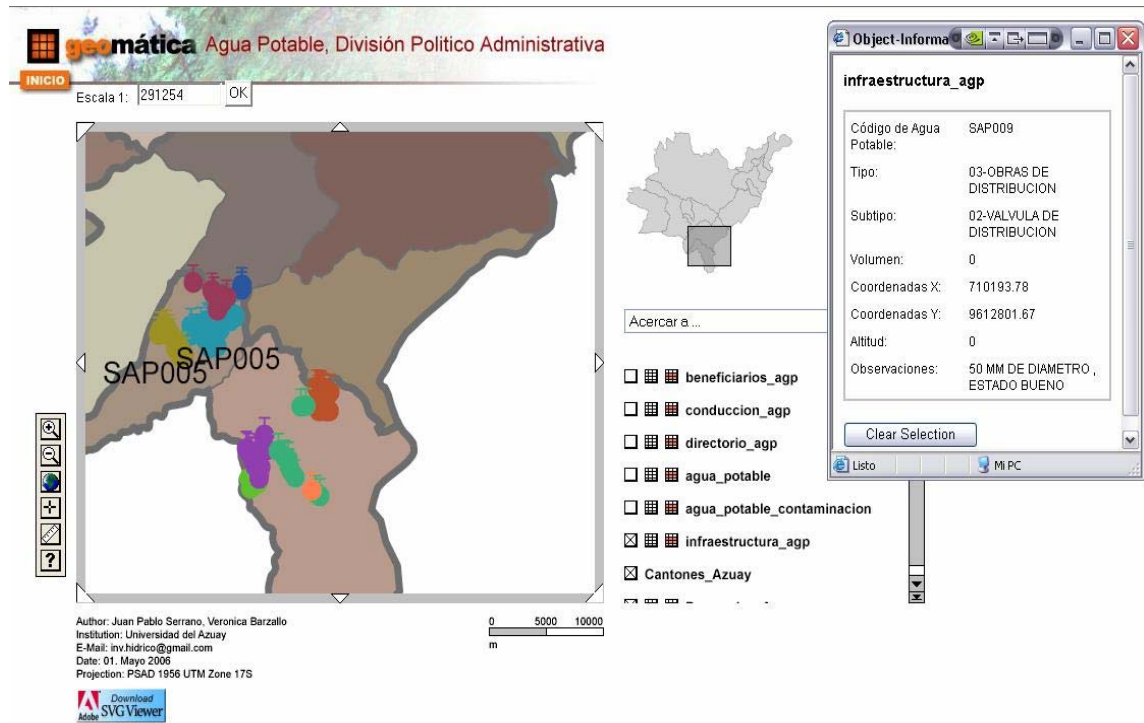 geomática Agua Potable, División Politico Administrativa
INICIO
Escala 1: 291254 OK
SAP005
SAP005
Acercar a ...
beneficiarios_agp
conduccion_agp
directorio_agp
agua_potable
agua_potable_contaminacion
infraestructura_agp
Cantones_Azuay
Object-Informa
infraestructura_agp
Código de Agua Potable: SAP009
Tipo: 03-OBRAS DE DISTRIBUCION
Subtipo: 02-VALVULA DE DISTRIBUCION
Volumen: 0
Coordenadas X: 710193.78
Coordenadas Y: 9612801.67
Altitud: 0
Observaciones: 50 MM DE DIAMETRO , ESTADO BUENO
Clear Selection
Listo Mi PC
Author: Juan Pablo Serrano, Veronica Barzallo
Institution: Universidad del Azuay
E-Mail: inv.hidrico@gmail.com
Date: 01. Mayo 2006
Projection: PSAD 1956 UTM Zone 17S
0 5000 10000
m
Download
Adobe SVG Viewer